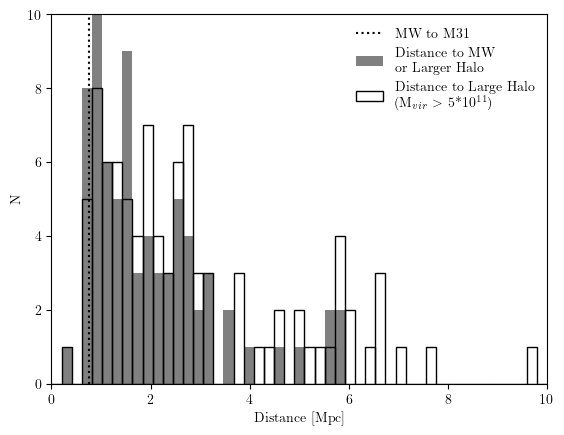 10
8
6
4
2
0
N
MW to M31
Distance to MW
or Larger Halo
Distance to Large Halo
(M_{vir} > 5*10^{11})
0 2 4 6 8 10
Distance [Mpc]